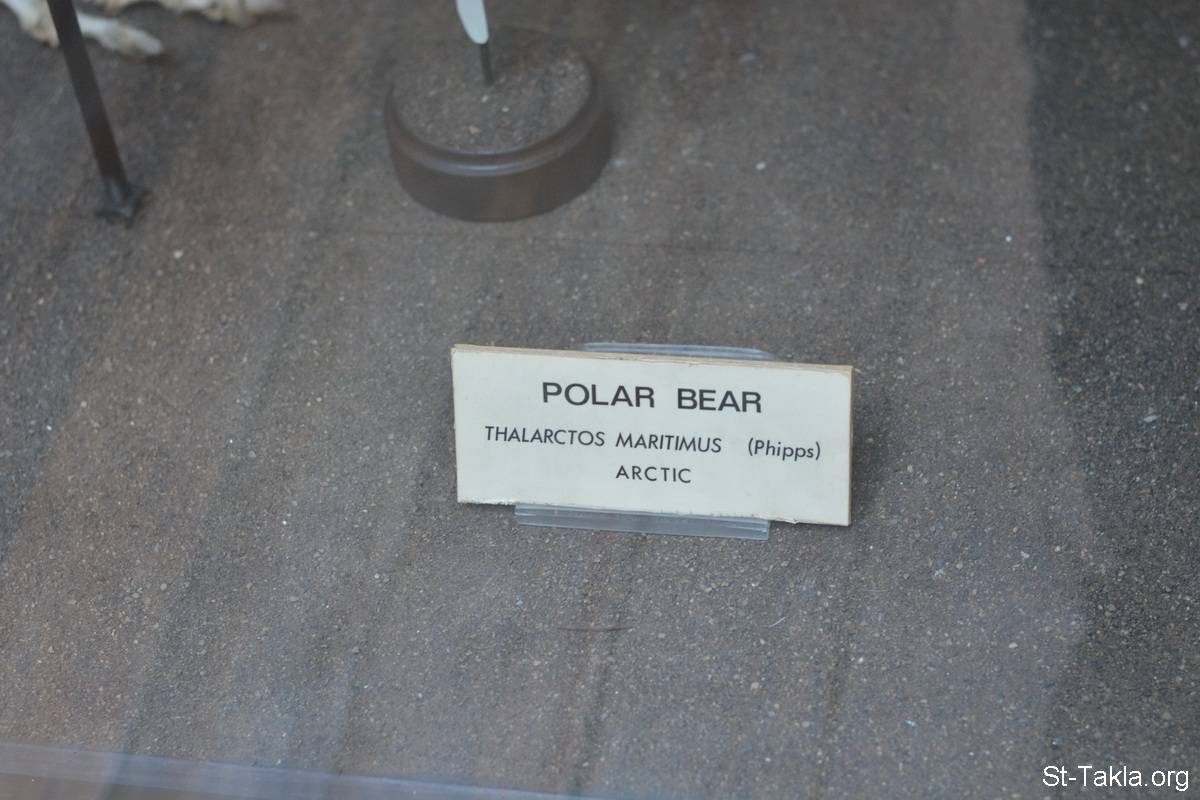 POLAR BEAR
THALARCTOS MARITIMUS (Phipps)
ARCTIC
St-Takla.org